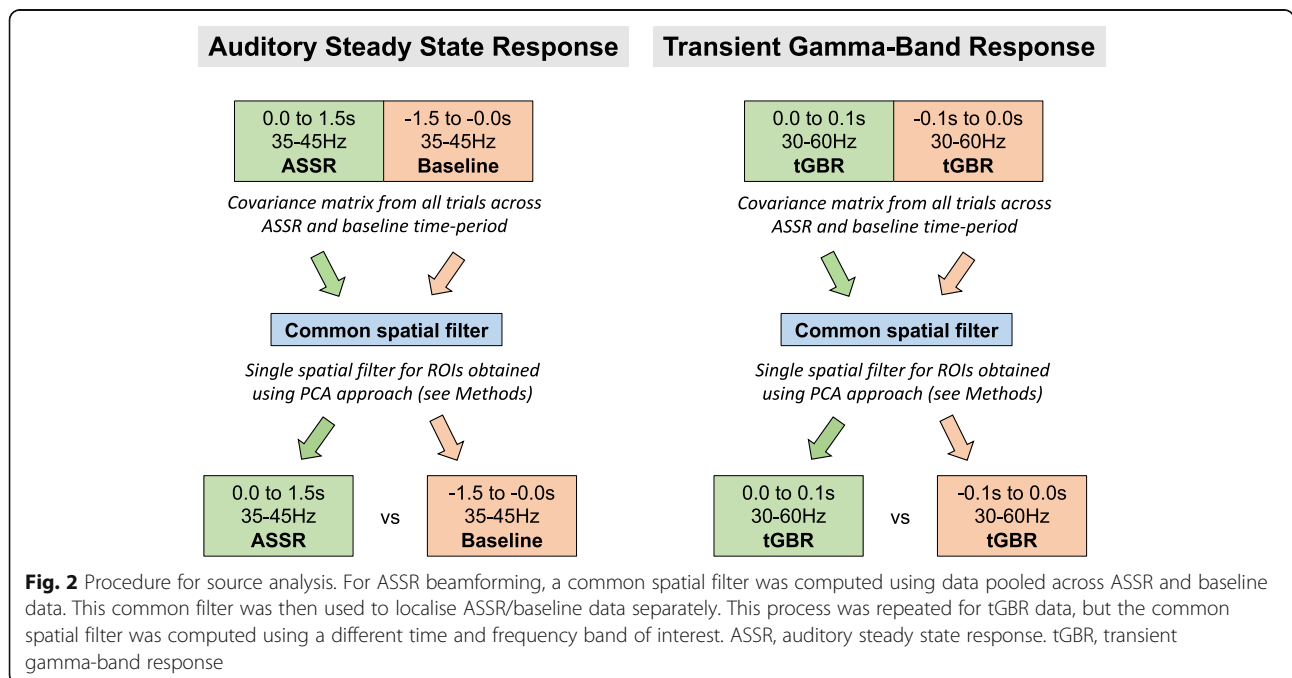 Auditory Steady State Response
Transient Gamma-Band Response
0.0 to 1.5s
35-45Hz
ASSR
-1.5 to -0.0s
35-45Hz
Baseline
0.0 to 0.1s
30-60Hz
tGBR
-0.1s to 0.0s
30-60Hz
tGBR
Covariance matrix from all trials across
ASSR and baseline time-period
Covariance matrix from all trials across
ASSR and baseline time-period
Common spatial filter
Common spatial filter
Single spatial filter for ROIs obtained
using PCA approach (see Methods)
Single spatial filter for ROIs obtained
using PCA approach (see Methods)
0.0 to 1.5s
35-45Hz
ASSR
vs
-1.5 to -0.0s
35-45Hz
Baseline
0.0 to 0.1s
30-60Hz
tGBR
vs
-0.1s to 0.0s
30-60Hz
tGBR
Fig. 2 Procedure for source analysis. For ASSR beamforming, a common spatial filter was computed using data pooled across ASSR and baseline
data. This common filter was then used to localise ASSR/baseline data separately. This process was repeated for tGBR data, but the common
spatial filter was computed using a different time and frequency band of interest. ASSR, auditory steady state response. tGBR, transient
gamma-band response